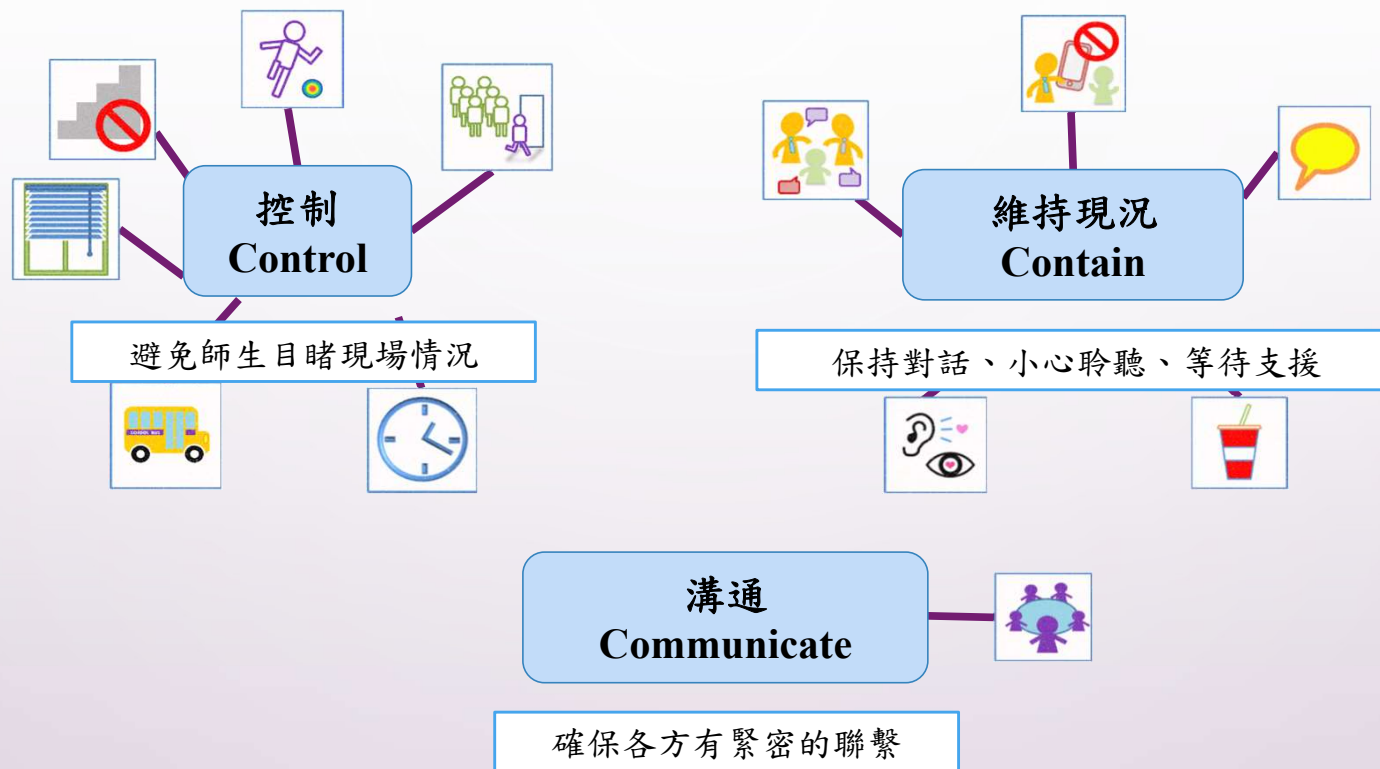 控制
Control
避免師生目睹現場情況
SCHOOL BUS
維持現況
Contain
保持對話、小心聆聽、等待支援
溝通
Communicate
確保各方有緊密的聯繫